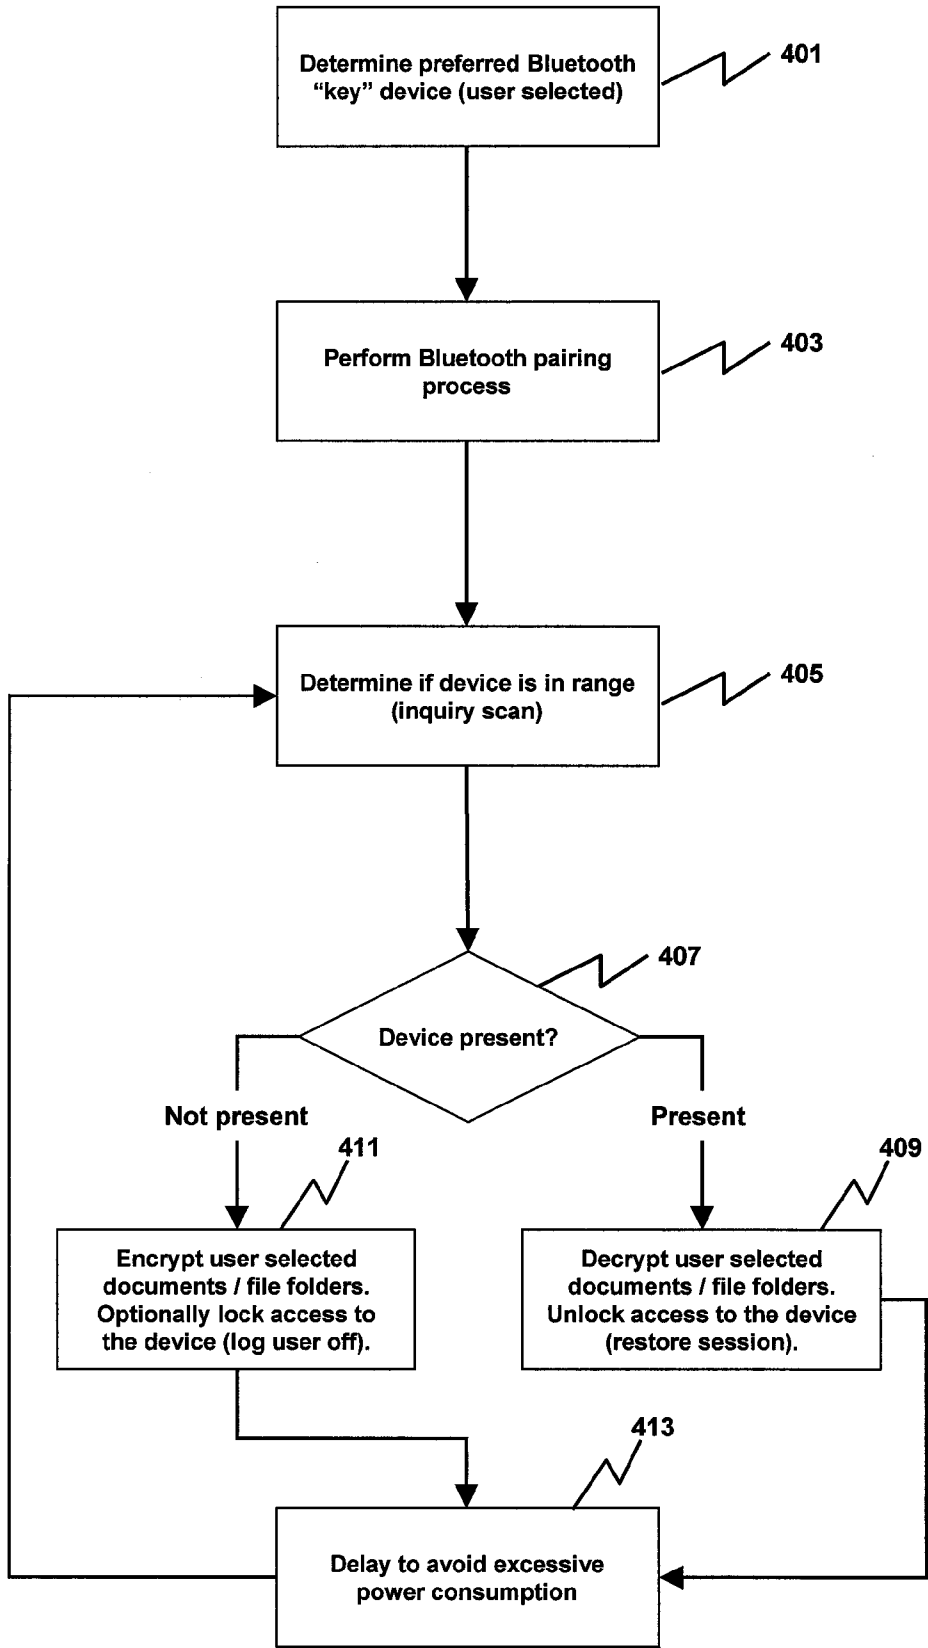 Determine preferred Bluetooth
“key” device (user selected)
401
Perform Bluetooth pairing
process
403
Determine if device is in range
(inquiry scan)
405
407
Device present?
Not present
Present
411
409
Encrypt user selected
documents / file folders.
Optionally lock access to
the device (log user off).
Decrypt user selected
documents / file folders.
Unlock access to the device
(restore session).
413
Delay to avoid excessive
power consumption